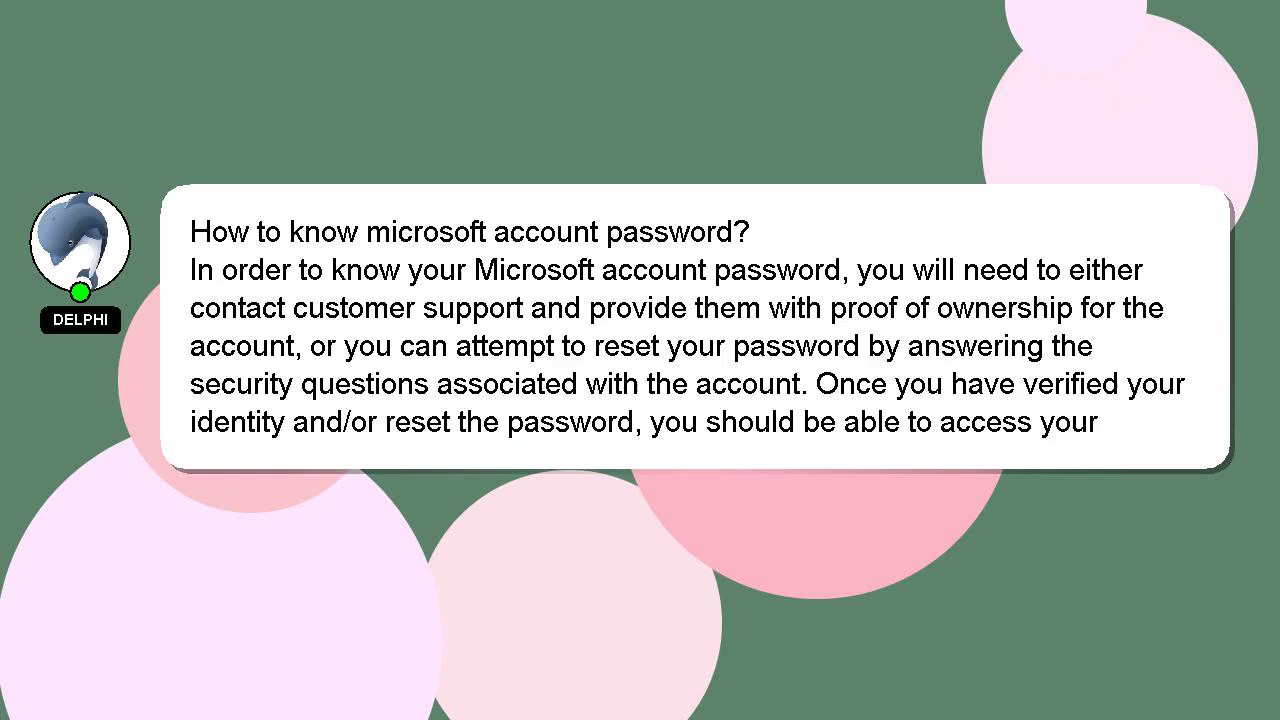 How to know microsoft account password?
In order to know your Microsoft account password, you will need to either
contact customer support and provide them with proof of ownership for the
account, or you can attempt to reset your password by answering the
security questions associated with the account. Once you have verified your
identity and/or reset the password, you should be able to access your
DELPHI